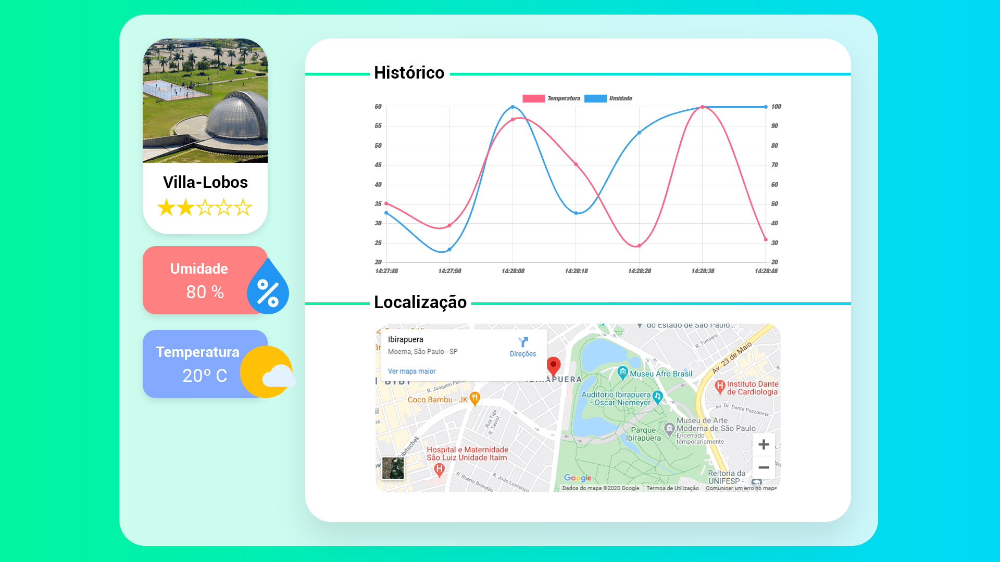 Villa-Lobos
Umidade
80 %
Temperatura
20º C
Histórico
Temperatura Umidade
60
55
50
45
40
35
30
25
20
100
90
80
70
60
50
40
30
20
14:27:48 14:27:58 14:28:08 14:28:18 14:28:28 14:28:38 14:28:48
Localização
do Estado de São Paulo...
Ibirapuera
Moema, São Paulo - SP
Direções
Ver mapa maior
IBIRAPUERA
R. Tumiaru
Av. 23 de Maio
Museu Afro Brasil
Instituto Dante
de Cardiologia
R. Joaquim Floria
Coco Bambu - JK
Auditório Ibirapuera
- Oscar Niemeyer
Av. Dr. Dante Pazzanese
Rua Tajá
R. Teviot
Museu de Arte
Moderna de São Paulo
Encerrado
temporariamente
Parque
Ibirapuera
Hospital e Maternidade
São Luiz Unidade Itaim
R. Bueno Brandão
R. João Lourenço
Reitoria da
UNIFESP -
Google
Dados do mapa ©2020 Google
Termos de Utilização
Comunicar um erro no mapa